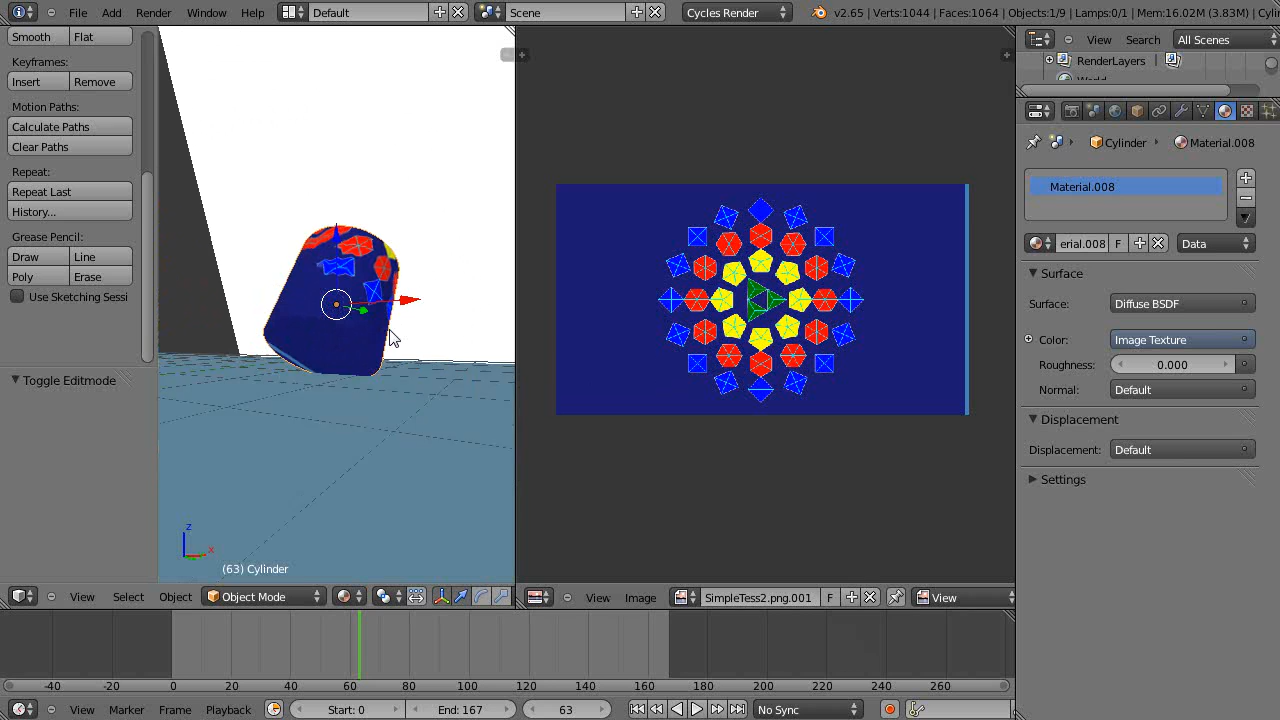 File Add Render Window Help Default Scene Cycles Render v2.65 | Verts:1044 | Faces:1064 | Objects:1/9 | Lamps:0/1 | Mem:16.12M (3.83M) | Cylin
Smooth Flat
Keyframes:
Insert Remove
Motion Paths:
Calculate Paths
Clear Paths
Repeat:
Repeat Last
History...
Grease Pencil:
Draw Line
Poly Erase
Use Sketching Sessi
Toggle Editmode
z
x
(63) Cylinder
View Select Object Object Mode
View Image SimpleTess2.png.001 F View
View Search All Scenes
RenderLayers
Cylinder Material.008
Material.008
erial.008 F Data
Surface
Surface: Diffuse BSDF
Color: Image Texture
Roughness: 0.000
Normal: Default
Displacement
Displacement: Default
Settings
-40 -20 0 20 40 60 80 100 120 140 160 180 200 220 240 260
View Marker Frame Playback Start: 0 End: 167 63 No Sync